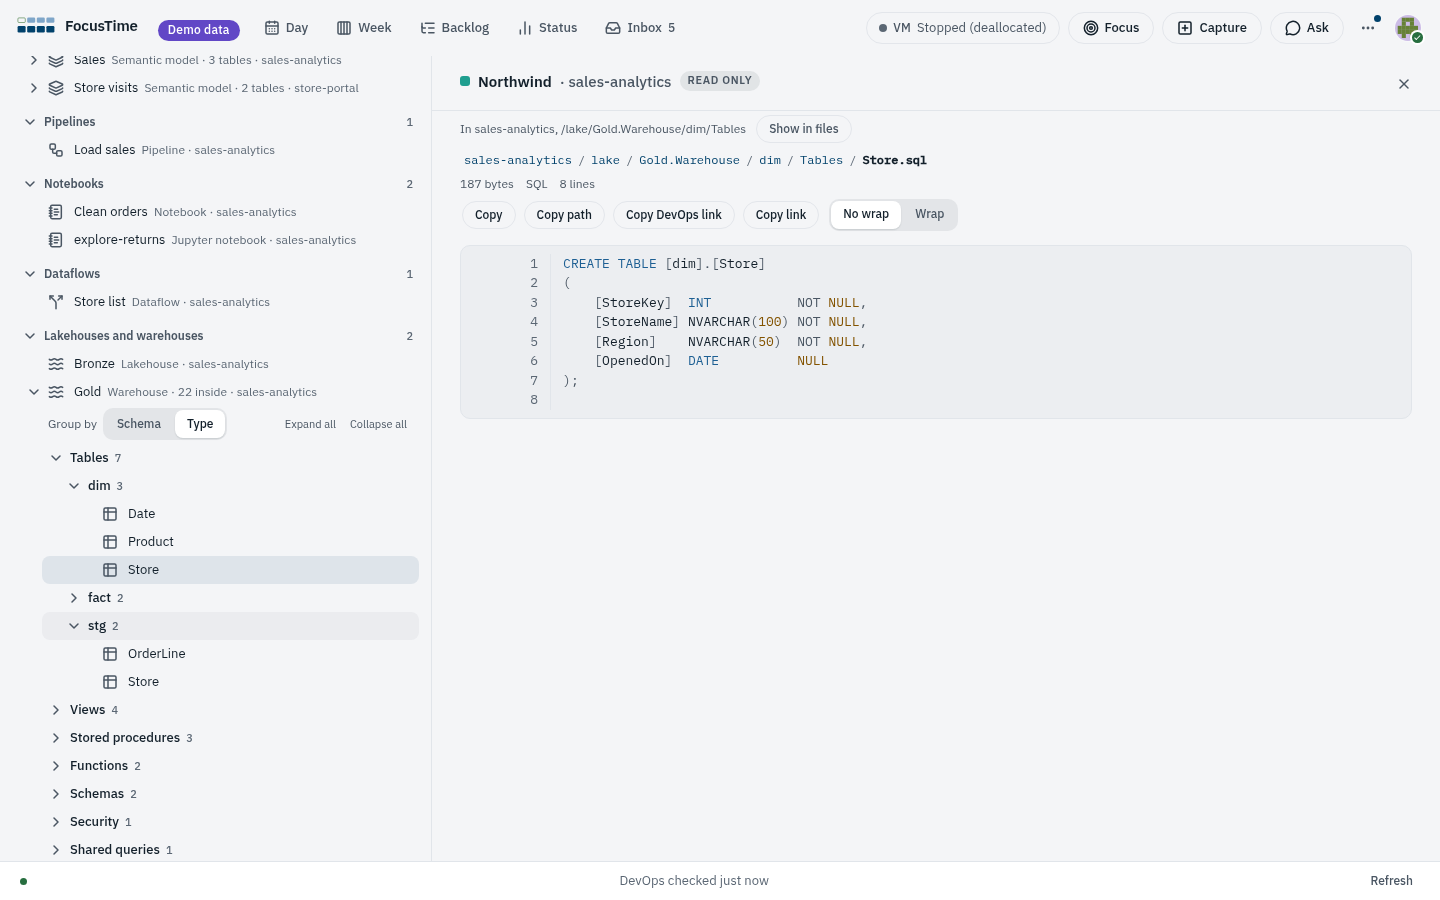 FocusTime
Demo data
Day
Week
Backlog
Status
Inbox 5
VM Stopped (deallocated)
Focus
Capture
Ask
Sales Semantic model · 3 tables · sales-analytics
Store visits Semantic model · 2 tables · store-portal
Pipelines 1
Load sales Pipeline · sales-analytics
Notebooks 2
Clean orders Notebook · sales-analytics
explore-returns Jupyter notebook · sales-analytics
Dataflows 1
Store list Dataflow · sales-analytics
Lakehouses and warehouses 2
Bronze Lakehouse · sales-analytics
Gold Warehouse · 22 inside · sales-analytics
Group by Schema Type Expand all Collapse all
Tables 7
dim 3
Date
Product
Store
fact 2
stg 2
OrderLine
Store
Views 4
Stored procedures 3
Functions 2
Schemas 2
Security 1
Shared queries 1
Northwind · sales-analytics READ ONLY
In sales-analytics, /lake/Gold.Warehouse/dim/Tables Show in files
sales-analytics / lake / Gold.Warehouse / dim / Tables / Store.sql
187 bytes SQL 8 lines
Copy Copy path Copy DevOps link Copy link No wrap Wrap
1 CREATE TABLE [dim].[Store]
2 (
3 [StoreKey] INT NOT NULL,
4 [StoreName] NVARCHAR(100) NOT NULL,
5 [Region] NVARCHAR(50) NOT NULL,
6 [OpenedOn] DATE NULL
7 );
8
DevOps checked just now
Refresh